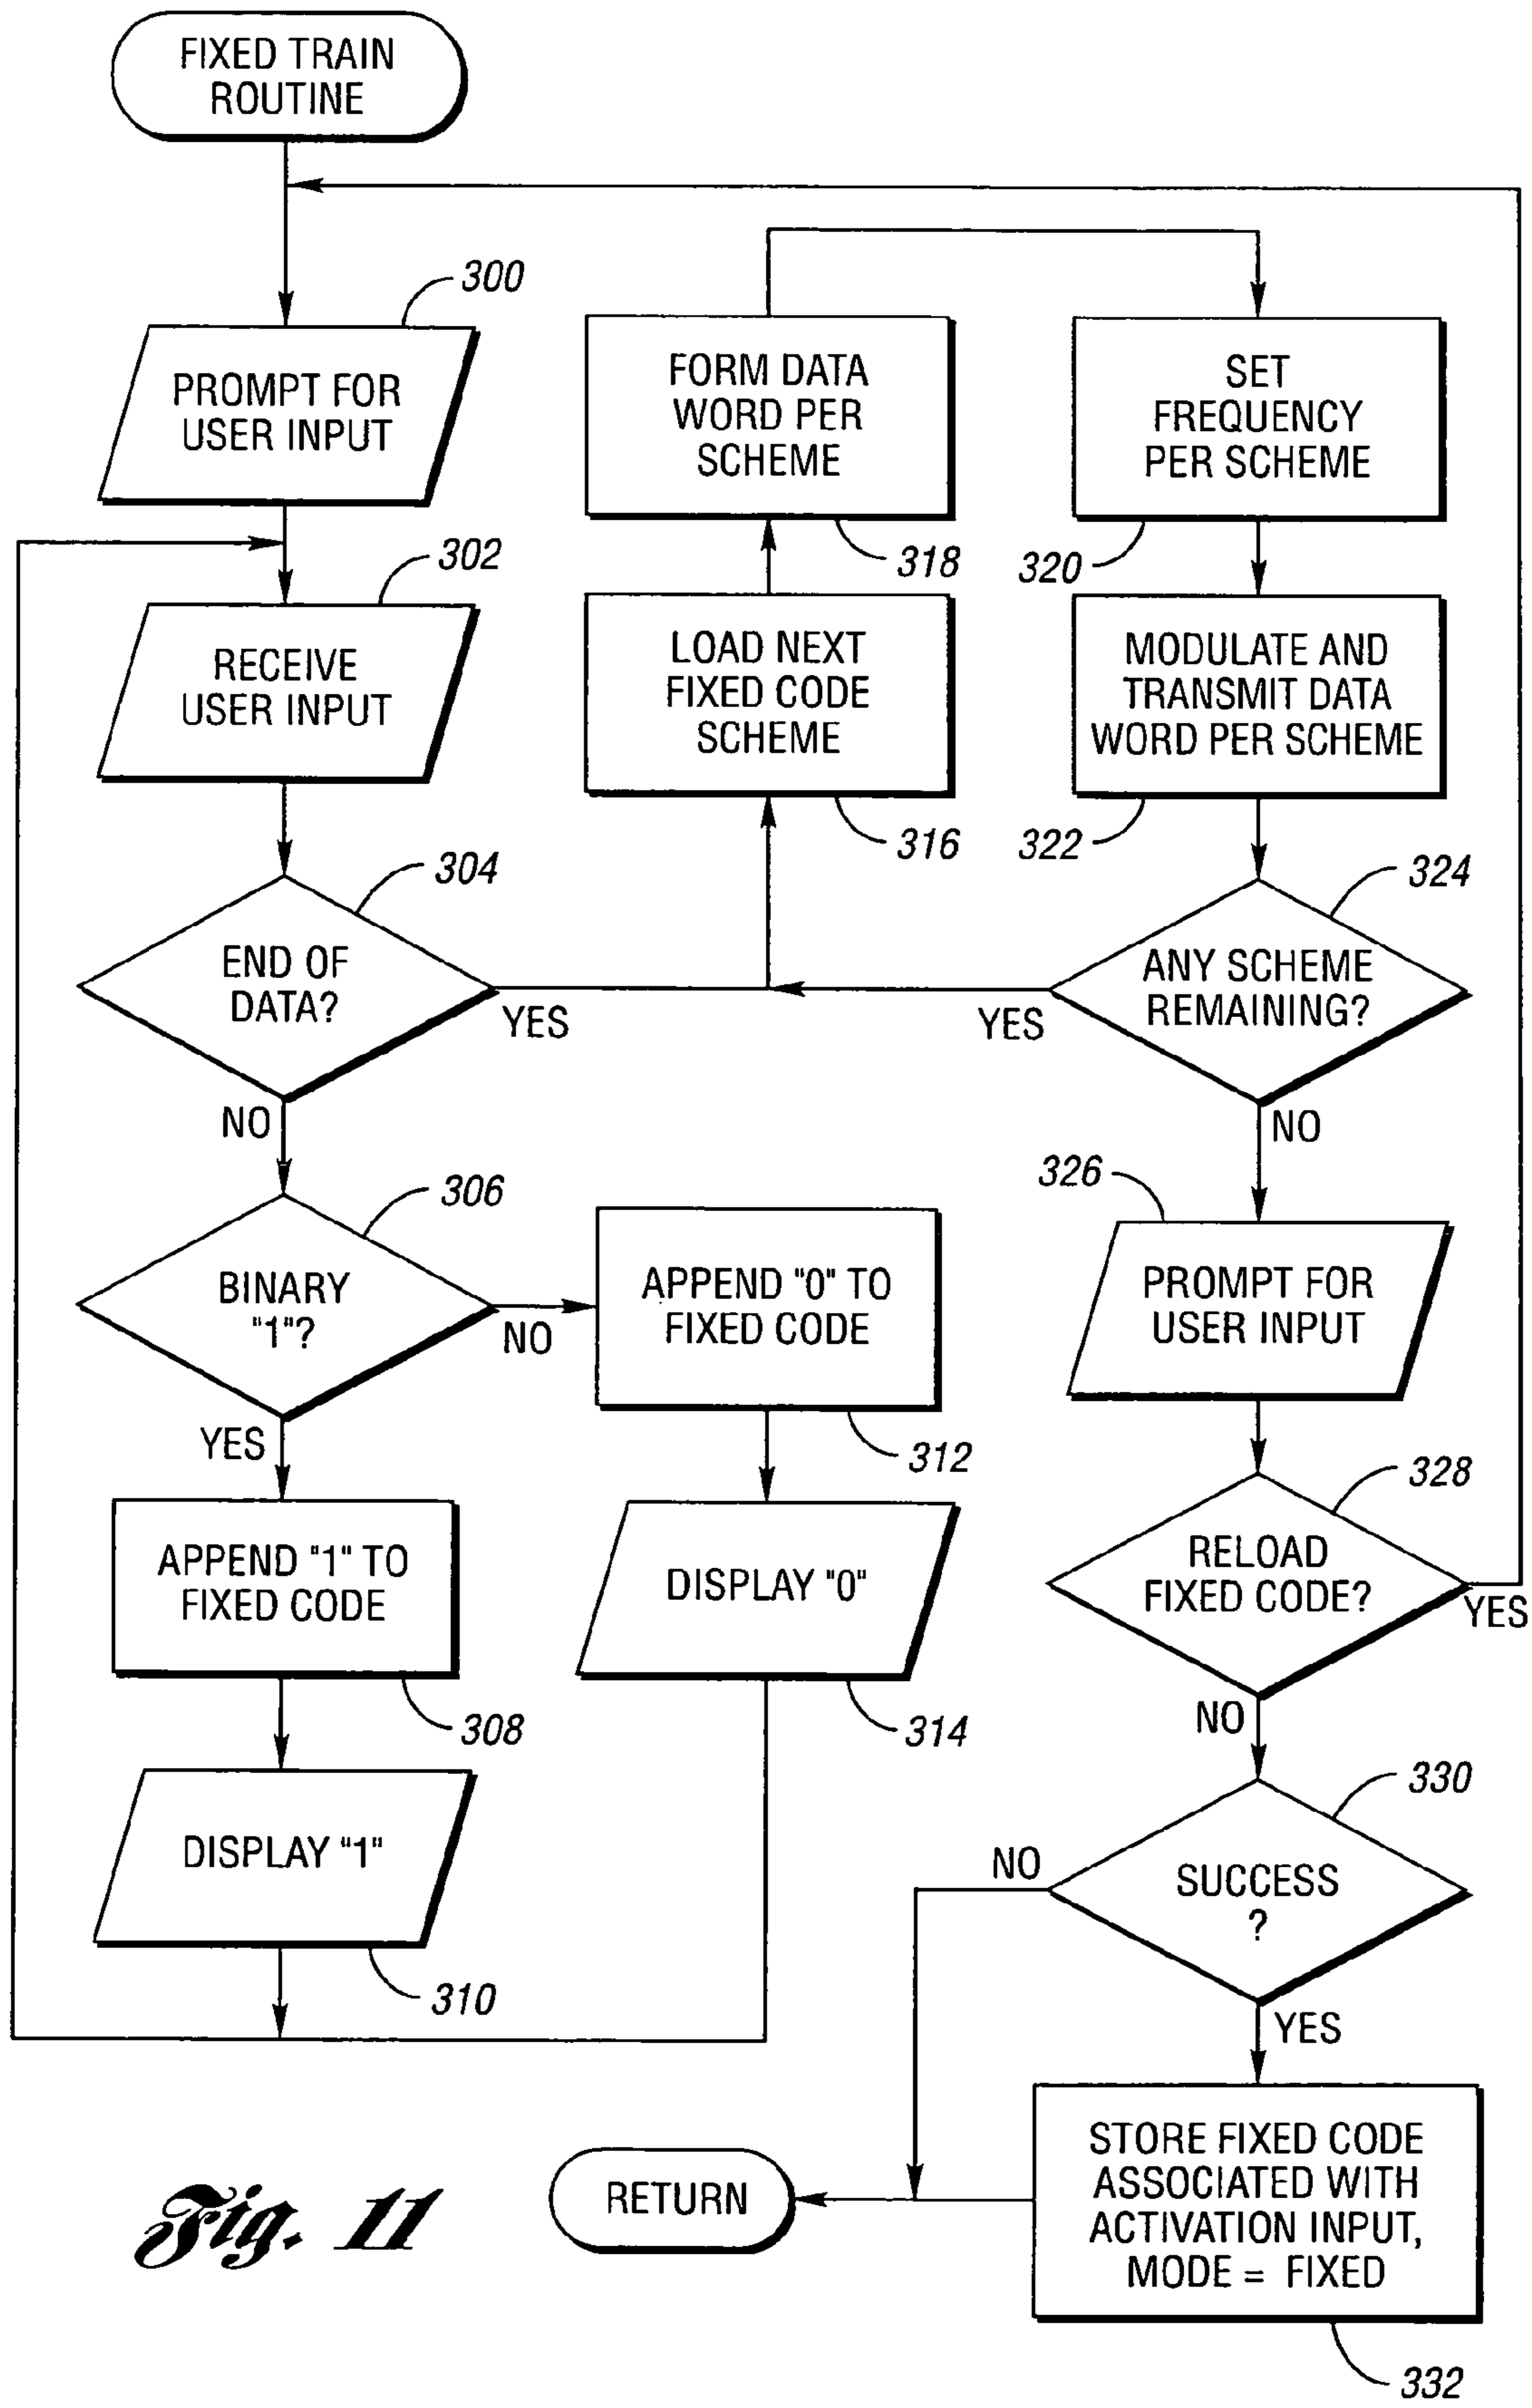 FIXED TRAIN
ROUTINE
300
PROMPT FOR
USER INPUT
302
RECEIVE
USER INPUT
304
END OF
DATA?
YES
NO
306
BINARY
"1"?
NO
YES
APPEND "1" TO
FIXED CODE
308
DISPLAY "1"
310
APPEND "0" TO
FIXED CODE
312
DISPLAY "0"
314
LOAD NEXT
FIXED CODE
SCHEME
316
FORM DATA
WORD PER
SCHEME
318
SET
FREQUENCY
PER SCHEME
320
MODULATE AND
TRANSMIT DATA
WORD PER SCHEME
322
324
ANY SCHEME
REMAINING?
YES
NO
326
PROMPT FOR
USER INPUT
328
RELOAD
FIXED CODE?
YES
NO
330
SUCCESS
?
NO
YES
STORE FIXED CODE
ASSOCIATED WITH
ACTIVATION INPUT,
MODE = FIXED
332
RETURN
Fig. 11